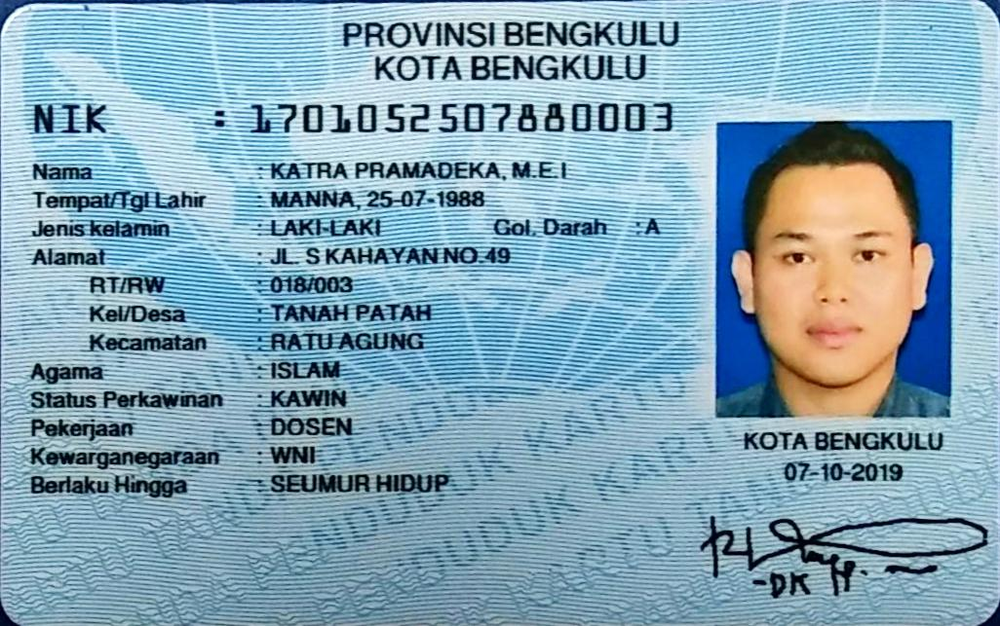 PROVINSI BENGKULU
KOTA BENGKULU
NIK : 1701052507880003
Nama : KATRA PRAMADEKA, M.E.I
Tempat/Tgl Lahir : MANNA, 25-07-1988
Jenis kelamin : LAKI-LAKI Gol. Darah : A
Alamat : JL. S KAHAYAN NO.49
RT/RW : 018/003
Kel/Desa : TANAH PATAH
Kecamatan : RATU AGUNG
Agama : ISLAM
Status Perkawinan : KAWIN
Pekerjaan : DOSEN
Kewarganegaraan : WNI
Berlaku Hingga : SEUMUR HIDUP
KOTA BENGKULU
07-10-2019